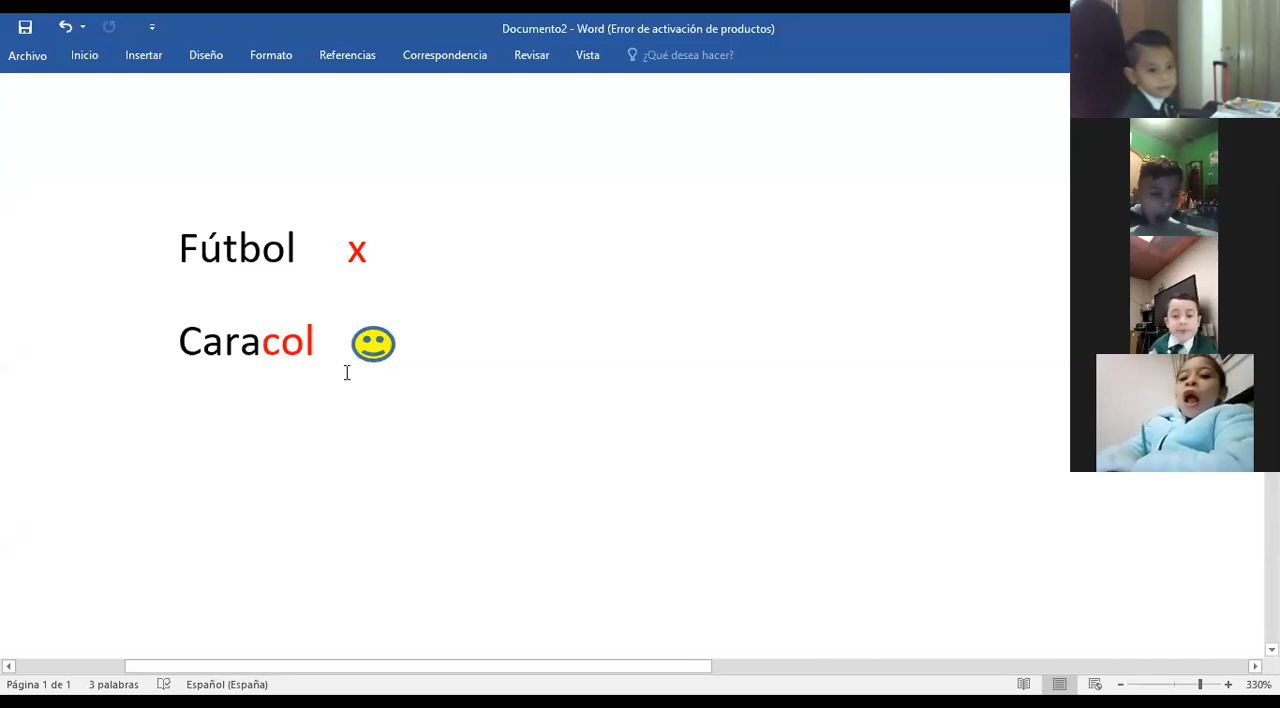 Documento2 - Word (Error de activación de productos)
Archivo Inicio Insertar Diseño Formato Referencias Correspondencia Revisar Vista ¿Qué desea hacer?
Fútbol x
Caracol
Página 1 de 1 3 palabras Español (España) 330%